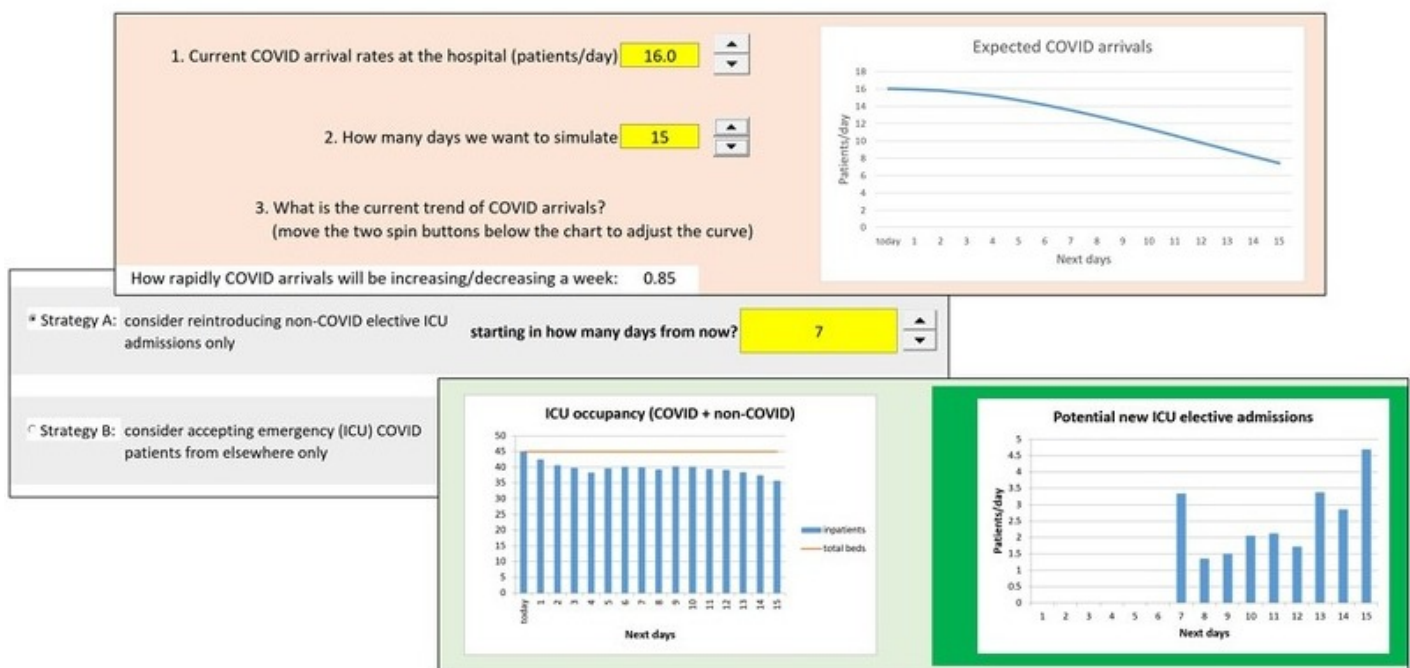 1. Current COVID arrival rates at the hospital (patients/day) 16.0
2. How many days we want to simulate 15
3. What is the current trend of COVID arrivals?
(move the two spin buttons below the chart to adjust the curve)
How rapidly COVID arrivals will be increasing/decreasing a week: 0.85
Expected COVID arrivals
Patients/day
18
16
14
12
10
8
6
4
2
0
today 1 2 3 4 5 6 7 8 9 10 11 12 13 14 15
Next days
Strategy A: consider reintroducing non-COVID elective ICU
admissions only
starting in how many days from now? 7
Strategy B: consider accepting emergency (ICU) COVID
patients from elsewhere only
ICU occupancy (COVID + non-COVID)
50
45
40
35
30
25
20
15
10
5
0
today 1 2 3 4 5 6 7 8 9 10 11 12 13 14 15
Next days
inpatients
total beds
Potential new ICU elective admissions
Patients/day
5
4.5
4
3.5
3
2.5
2
1.5
1
0.5
0
1 2 3 4 5 6 7 8 9 10 11 12 13 14 15
Next days